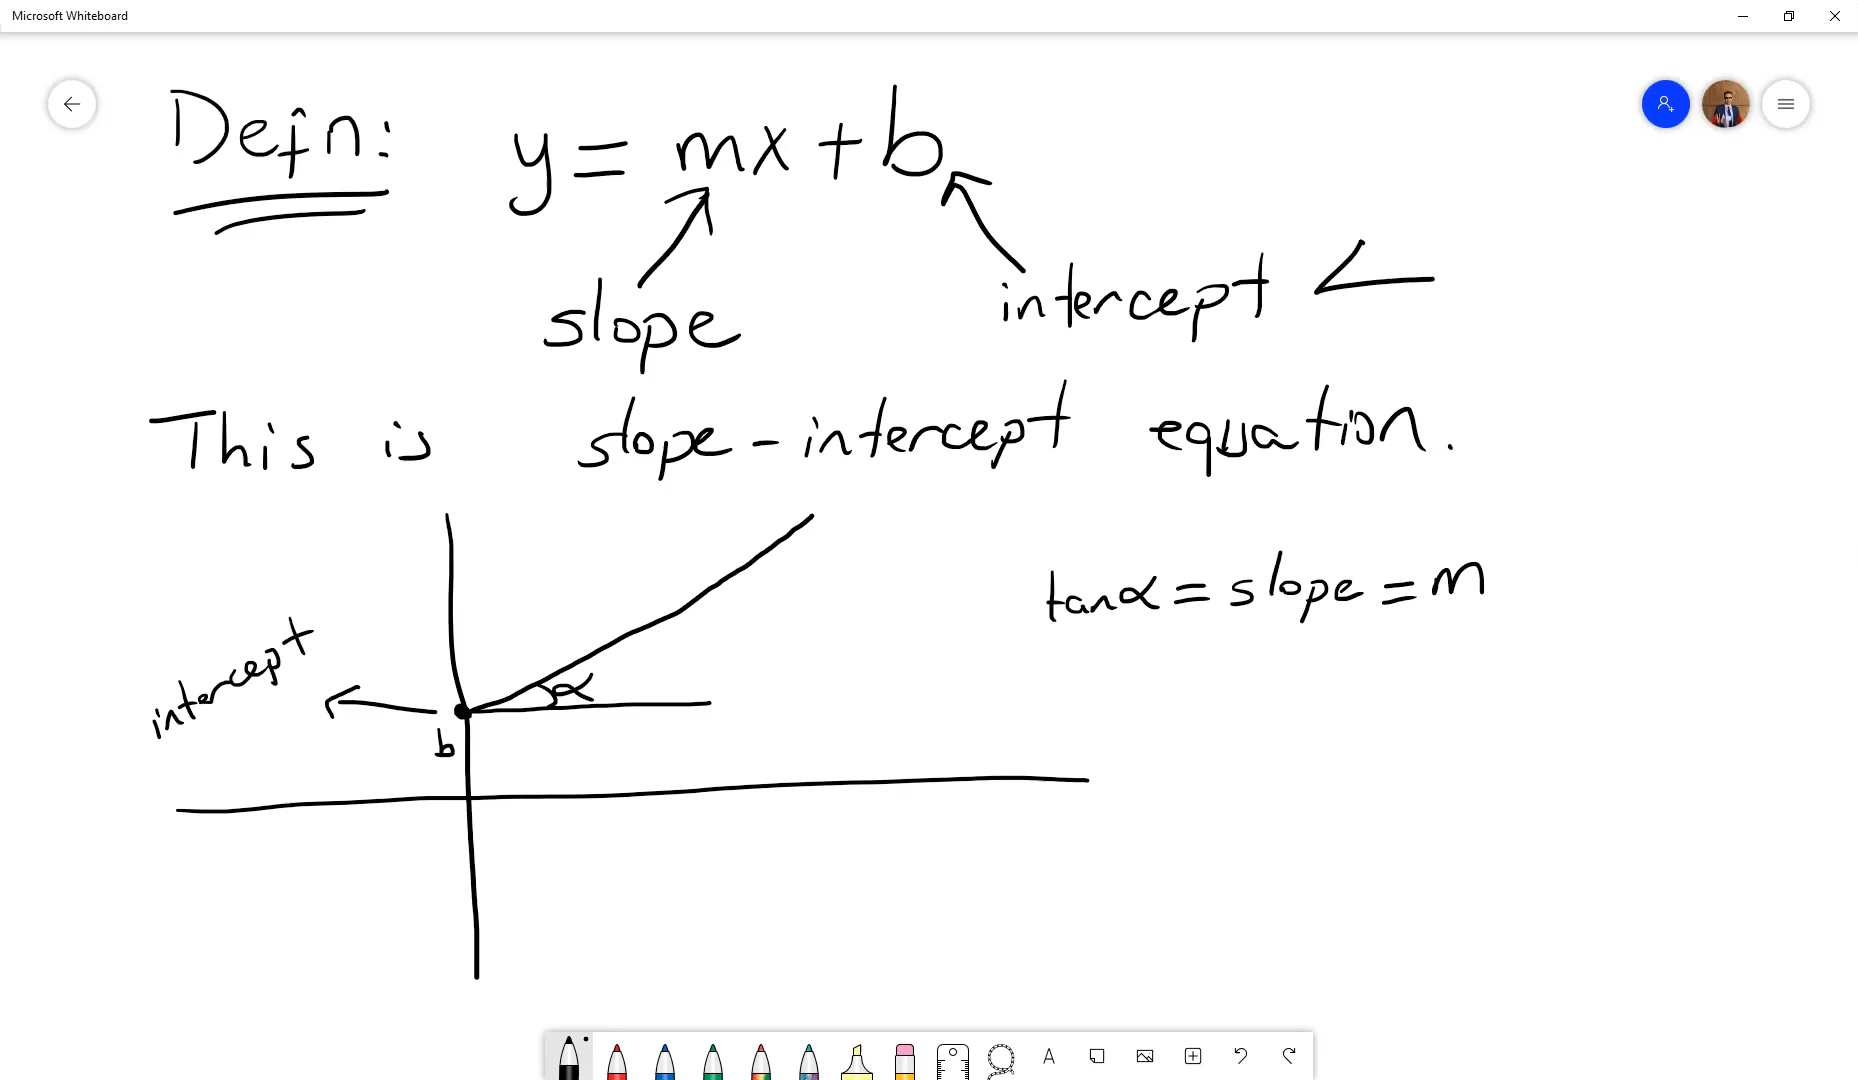 Microsoft Whiteboard
Defn: y = mx + b
slope
intercept
This is slope-intercept equation.
tanα = slope = m
intercept
α
b
A